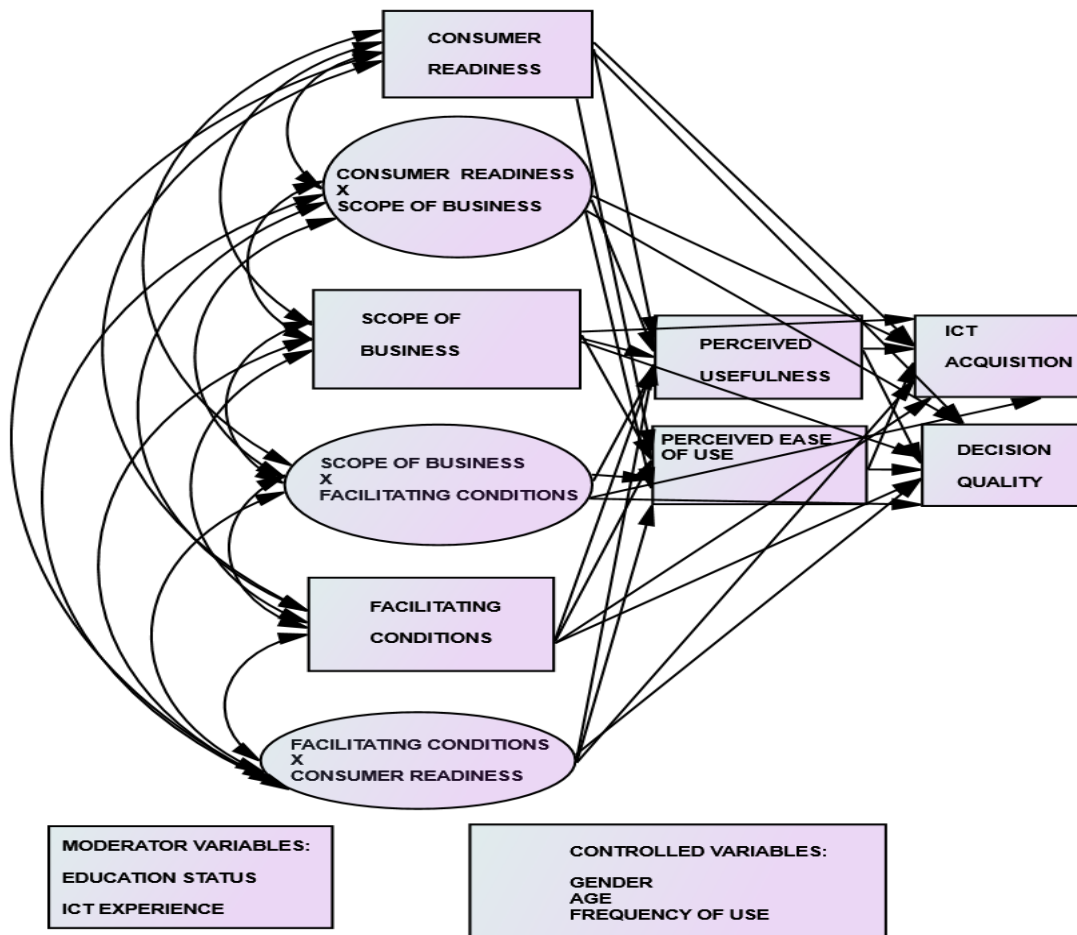 CONSUMER
READINESS
CONSUMER READINESS
X
SCOPE OF BUSINESS
SCOPE OF
BUSINESS
PERCEIVED
USEFULNESS
ICT
ACQUISITION
PERCEIVED EASE
OF USE
DECISION
QUALITY
SCOPE OF BUSINESS
X
FACILITATING CONDITIONS
FACILITATING
CONDITIONS
FACILITATING CONDITIONS
X
CONSUMER READINESS
MODERATOR VARIABLES:
EDUCATION STATUS
ICT EXPERIENCE
CONTROLLED VARIABLES:
GENDER
AGE
FREQUENCY OF USE